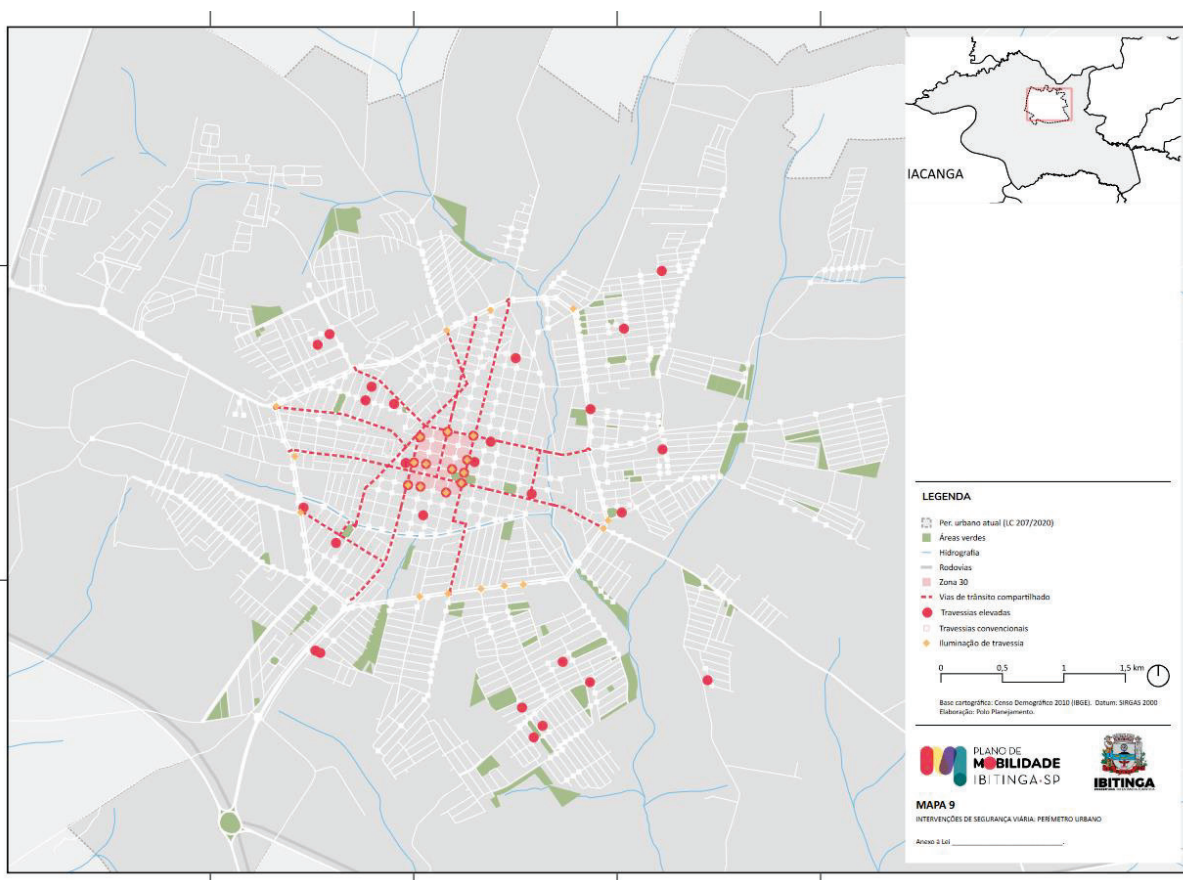 IACANGA
LEGENDA
Per. urbano atual (LC 207/2020)
Áreas verdes
Hidrografia
Rodovias
Zona 30
Vias de trânsito compartilhado
Travessias elevadas
Travessias convencionais
Iluminação de travessia
0 0,5 1 1,5 km
Base cartográfica: Censo Demográfico 2010 (IBGE). Datum: SIRGAS 2000
Elaboração: Polo Planejamento.
PLANO DE
MOBILIDADE
IBITINGA-SP
IBITINGA
MAPA 9
INTERVENÇÕES DE SEGURANÇA VIÁRIA: PERÍMETRO URBANO
Anexo à Lei ______________________________.